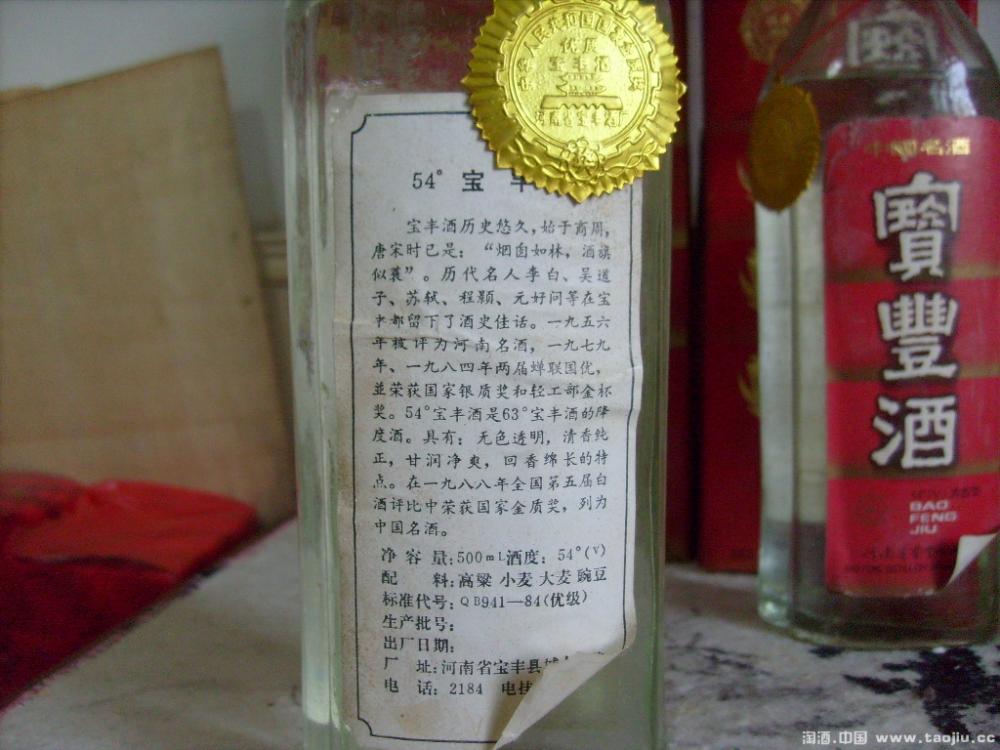 优质
宝丰酒
54° 宝丰
宝丰酒历史悠久,始于商周,
唐宋时已是:“烟囱如林,酒旗
似蓑”。历代名人李白、吴道
子、苏轼、程颢、元好问等在宝
丰都留下了酒史佳话。一九五六
年被评为河南名酒,一九七九
年、一九八四年两届蝉联国优,
並荣获国家银质奖和轻工部金杯
奖。54°宝丰酒是63°宝丰酒的降
度酒。具有:无色透明,清香纯
正,甘润净爽,回香绵长的特
点。在一九八八年全国第五届白
酒评比中荣获国家金质奖,列为
中国名酒。
净容量:500mL酒度:54°(V)
配料:高粱 小麦 大麦 豌豆
标准代号:QB941—84(优级)
生产批号:
出厂日期:
厂址:河南省宝丰县城
电话:2184 电挂
中国名酒
寶豐酒
BAO
FENG
JIU
淘酒.中国 www.taojiu.cc